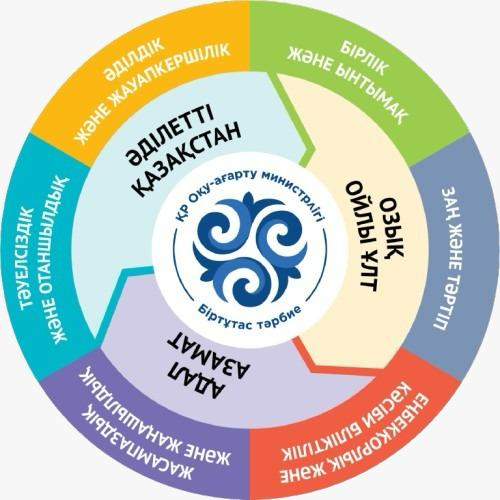 ӘДІЛДІК
ЖӘНЕ ЖАУАПКЕРШІЛІК
БІРЛІК
ЖӘНЕ ЫНТЫМАҚ
ЗАҢ ЖӘНЕ ТӘРТІП
ЕҢБЕКҚОРЛЫҚ ЖӘНЕ
КӘСІБИ БІЛІКТІЛІК
ЖАСАМПАЗДЫҚ
ЖӘНЕ ЖАҢАШЫЛДЫҚ
ТӘУЕЛСІЗДІК
ЖӘНЕ ОТАНШЫЛДЫҚ
ӘДІЛЕТТІ
ҚАЗАҚСТАН
ОЗЫҚ
ОЙЛЫ ҰЛТ
АДАЛ
АЗАМАТ
ҚР Оқу-ағарту министрлігі
Біртұтас тәрбие